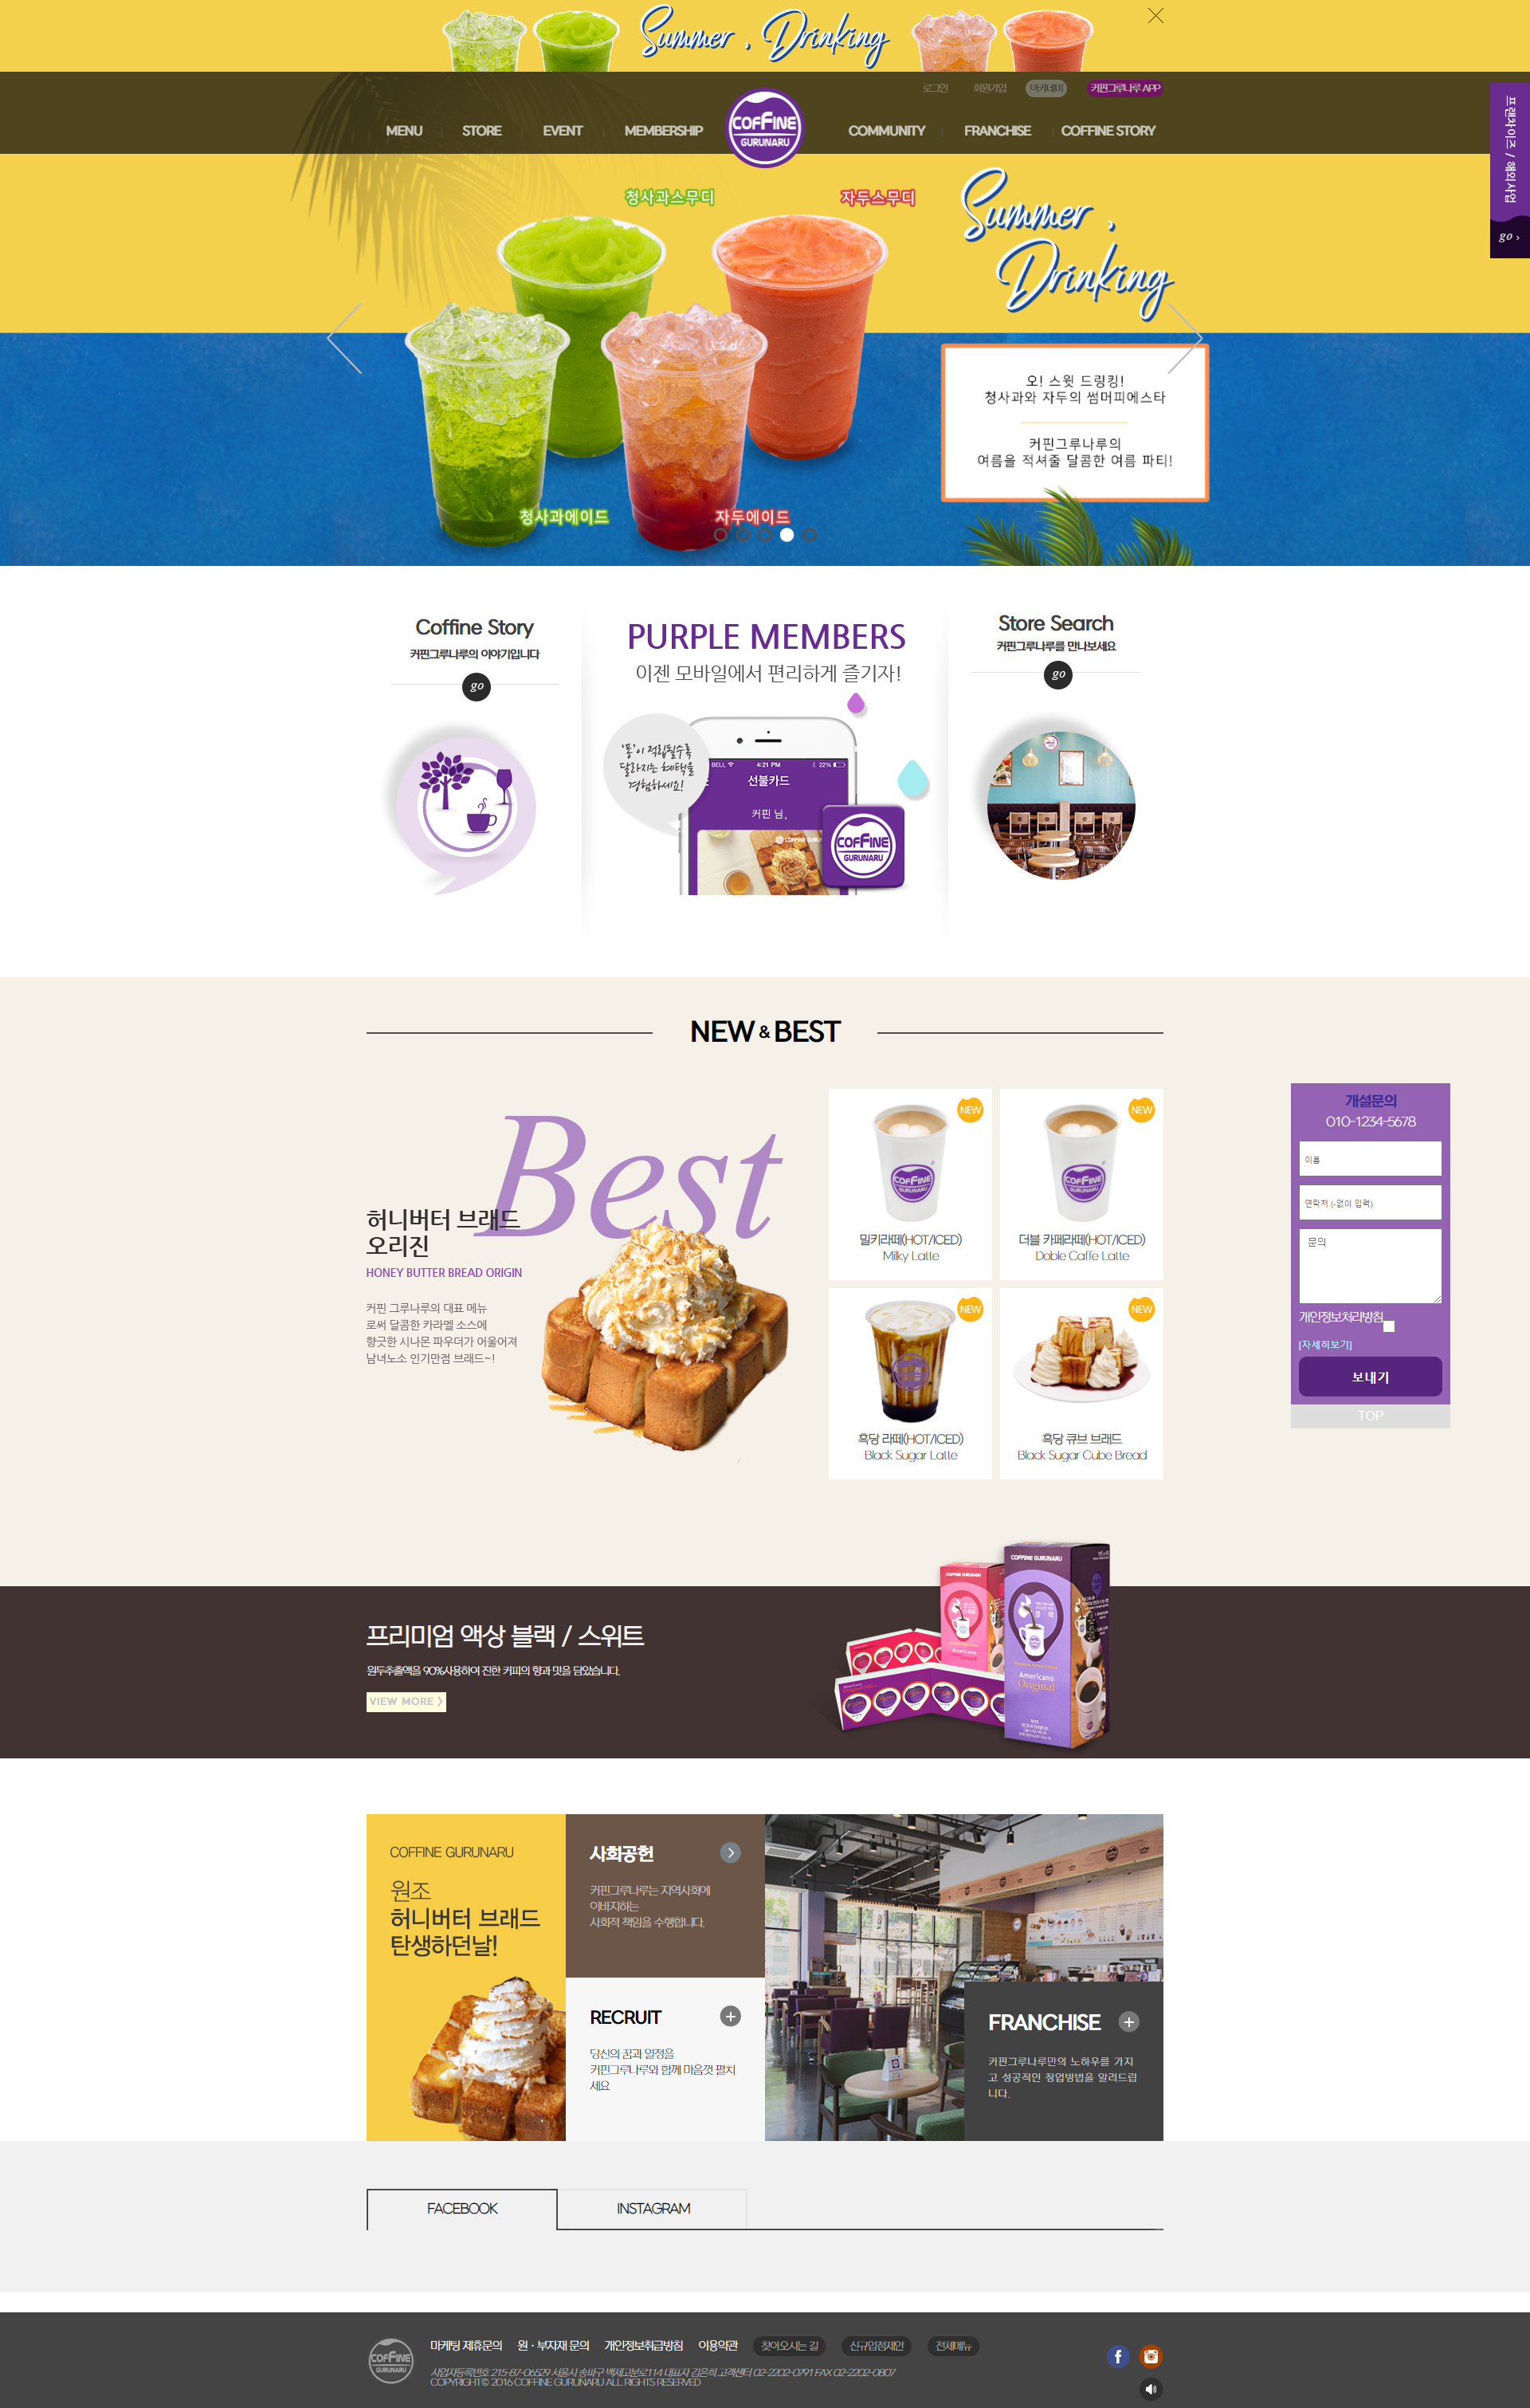 Summer, Drinking
로그인 회원가입 아카데미 커핀그루나루 APP
MENU STORE EVENT MEMBERSHIP
COFFINE GURUNARU
COMMUNITY FRANCHISE COFFINE STORY
프랜차이즈 / 해외사업
go ›
청사과스무디
자두스무디
Summer,
Drinking
오! 스윗 드링킹!
청사과와 자두의 썸머피에스타
커핀그루나루의
여름을 적셔줄 달콤한 여름 파티!
청사과에이드
자두에이드
Coffine Story
커핀그루나루의 이야기입니다
go
PURPLE MEMBERS
이젠 모바일에서 편리하게 즐기자!
'퐁'이 적립될수록
달라지는 혜택을
경험하세요!
BELL 4:21 PM 22%
선불카드
커핀 님,
COFFINE GURUNARU
Store Search
커핀그루나루를 만나보세요
go
NEW & BEST
Best
허니버터 브래드
오리진
HONEY BUTTER BREAD ORIGIN
커핀 그루나루의 대표 메뉴
로써 달콤한 카라멜 소스에
향긋한 시나몬 파우더가 어울어져
남녀노소 인기만점 브래드~!
NEW
밀키라떼(HOT/ICED)
Milky Latte
NEW
더블 카페라떼(HOT/ICED)
Doble Caffe Latte
NEW
흑당 라떼(HOT/ICED)
Black Sugar Latte
NEW
흑당 큐브 브래드
Black Sugar Cube Bread
개설문의
010-1234-5678
이름
연락처 (-없이 입력)
문의
개인정보처리방침
[자세히보기]
보내기
TOP
프리미엄 액상 블랙 / 스위트
원두추출액을 90%사용하여 진한 커피의 향과 맛을 담았습니다.
VIEW MORE 〉
COFFINE GURUNARU
Americano
Original
COFFINE GURUNARU
원조
허니버터 브래드
탄생하던날!
사회공헌
커핀그루나루는 지역사회에
이바지하는
사회적 책임을 수행합니다.
RECRUIT
당신의 꿈과 열정을
커핀그루나루와 함께 마음껏 펼치
세요
FRANCHISE
커핀그루나루만의 노하우를 가지
고 성공적인 창업방법을 알려드립
니다.
FACEBOOK INSTAGRAM
COFFINE GURUNARU
마케팅 제휴문의 원 · 부자재 문의 개인정보취급방침 이용약관 찾아오시는 길 신규입점제안 전체메뉴
사업자등록번호 215-87-06529 서울시 송파구 백제고분로114 대표자 김은희 고객센터 02-2202-0791 FAX 02-2202-0807
COPYRIGHT© 2016 COFFINE GURUNARU ALL RIGHTS RESERVED